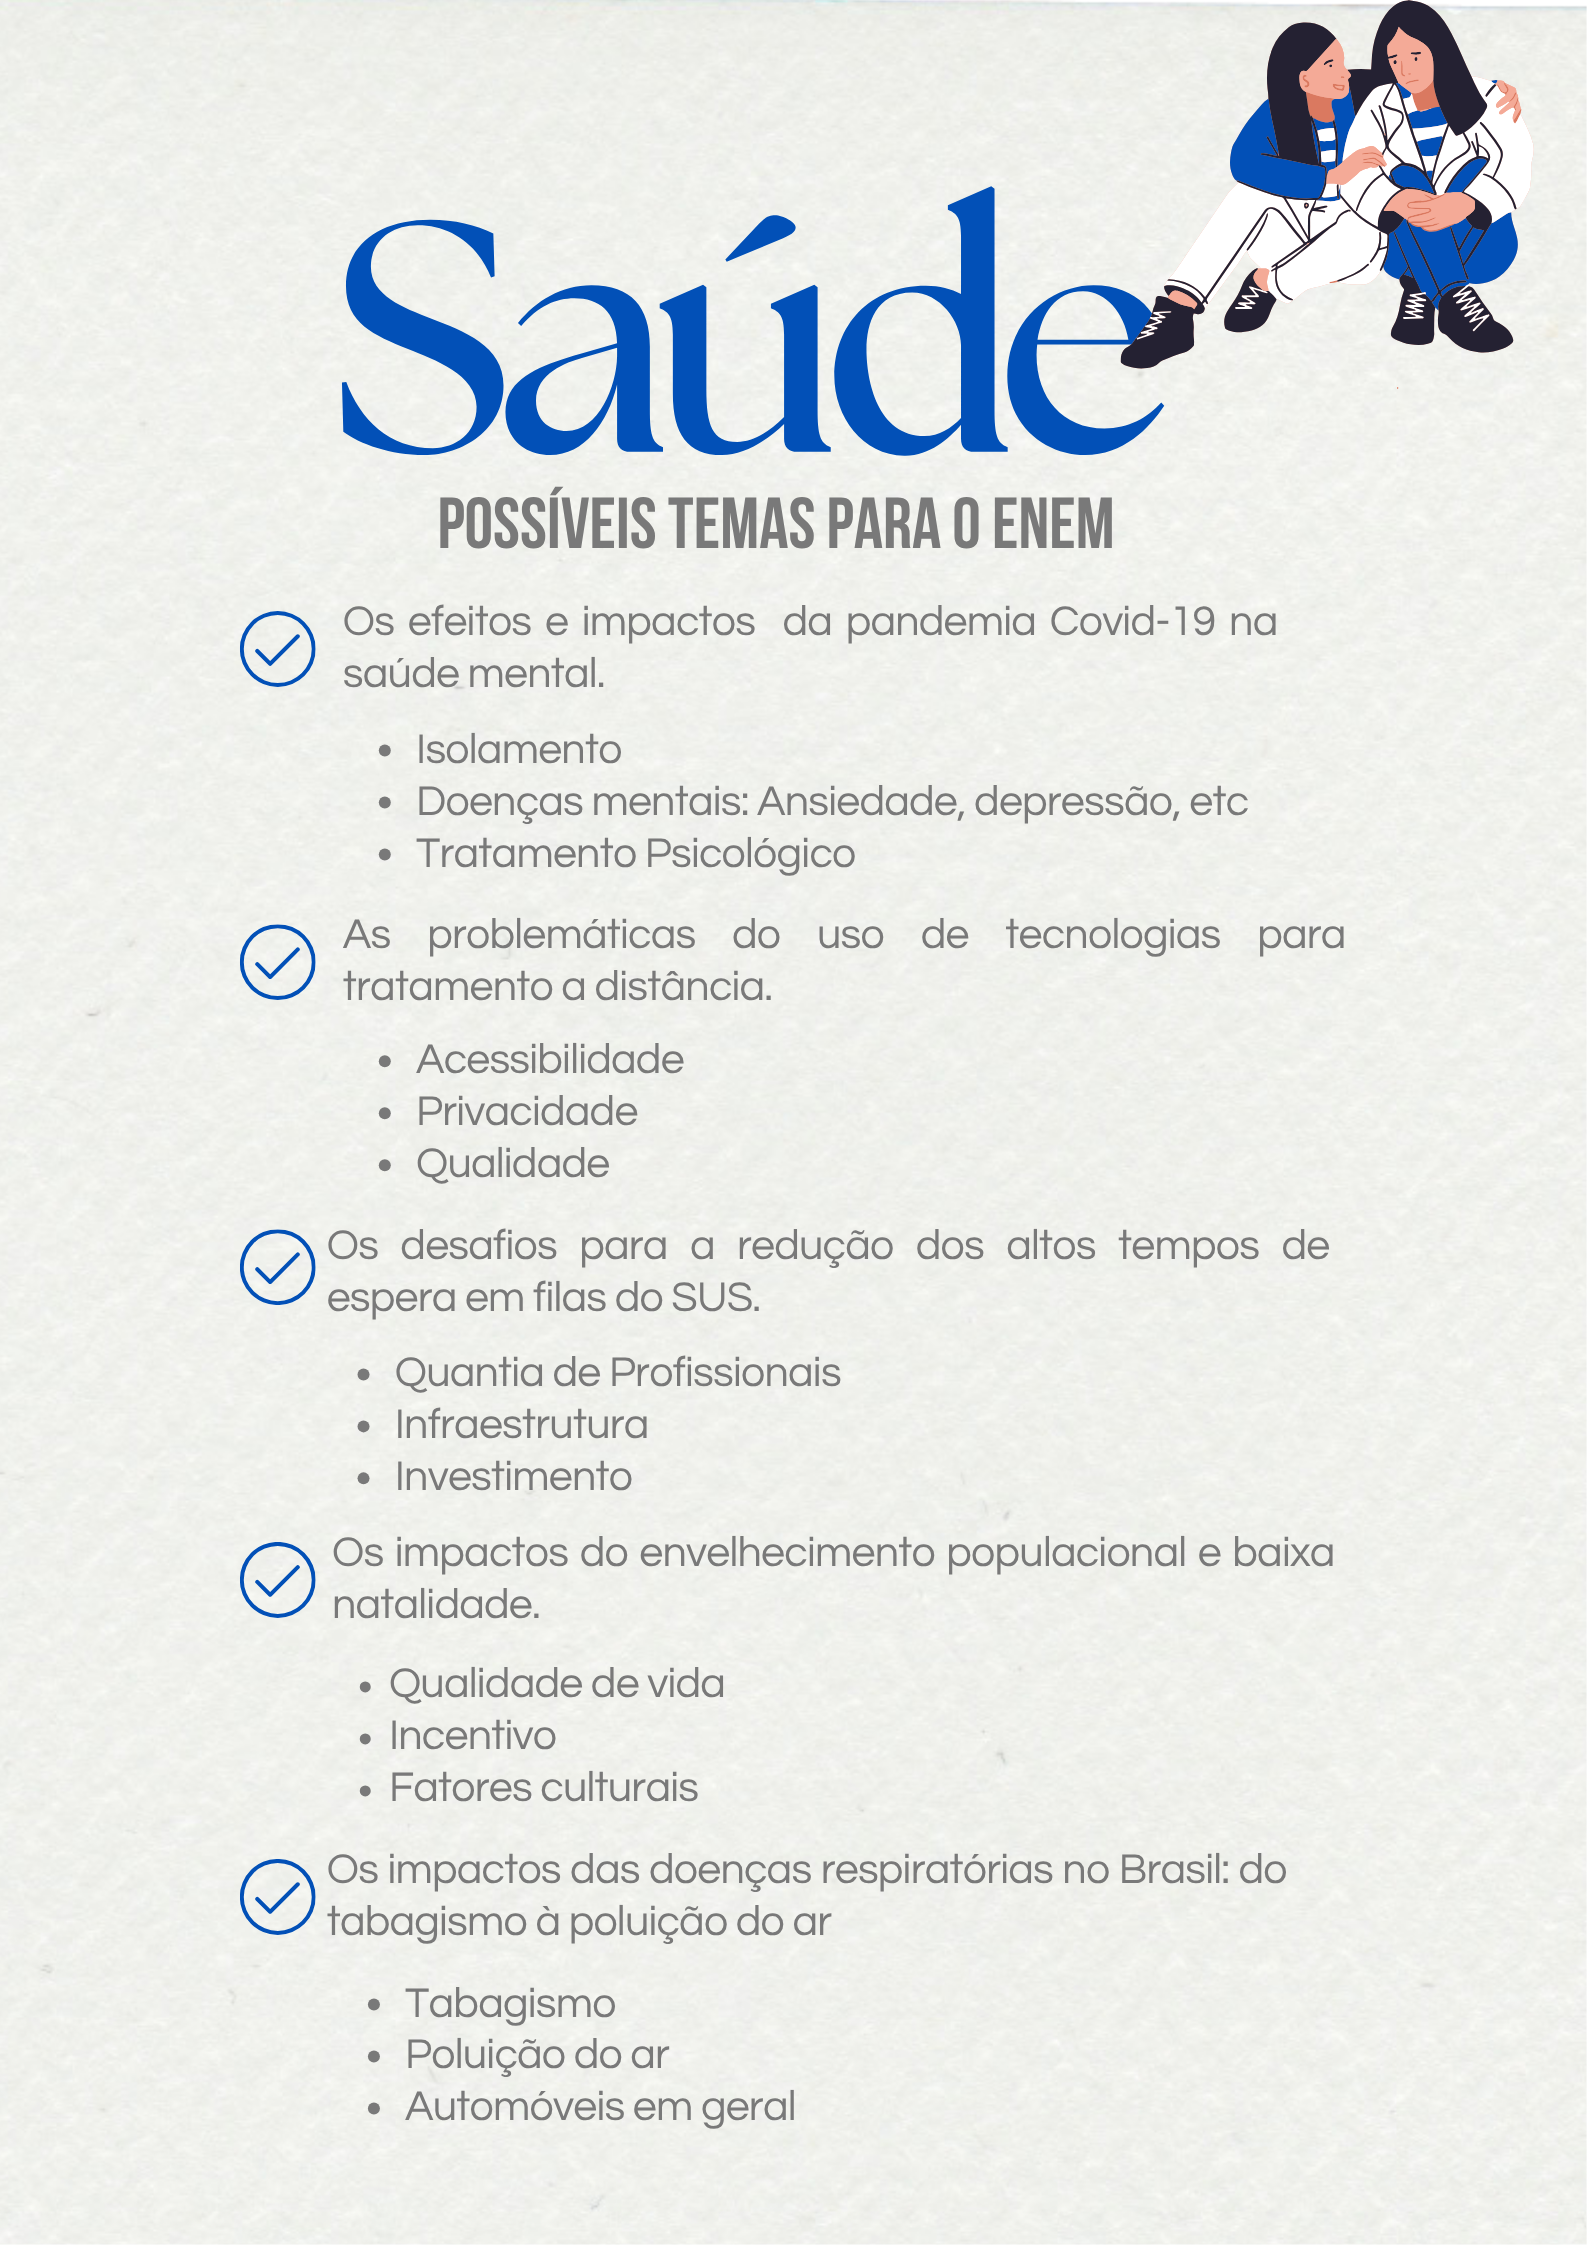 Saúde
POSSÍVEIS TEMAS PARA O ENEM
Os efeitos e impactos da pandemia Covid-19 na
saúde mental.
• Isolamento
• Doenças mentais: Ansiedade, depressão, etc
• Tratamento Psicológico
As problemáticas do uso de tecnologias para
tratamento a distância.
• Acessibilidade
• Privacidade
• Qualidade
Os desafios para a redução dos altos tempos de
espera em filas do SUS.
• Quantia de Profissionais
• Infraestrutura
• Investimento
Os impactos do envelhecimento populacional e baixa
natalidade.
• Qualidade de vida
• Incentivo
• Fatores culturais
Os impactos das doenças respiratórias no Brasil: do
tabagismo à poluição do ar
• Tabagismo
• Poluição do ar
• Automóveis em geral